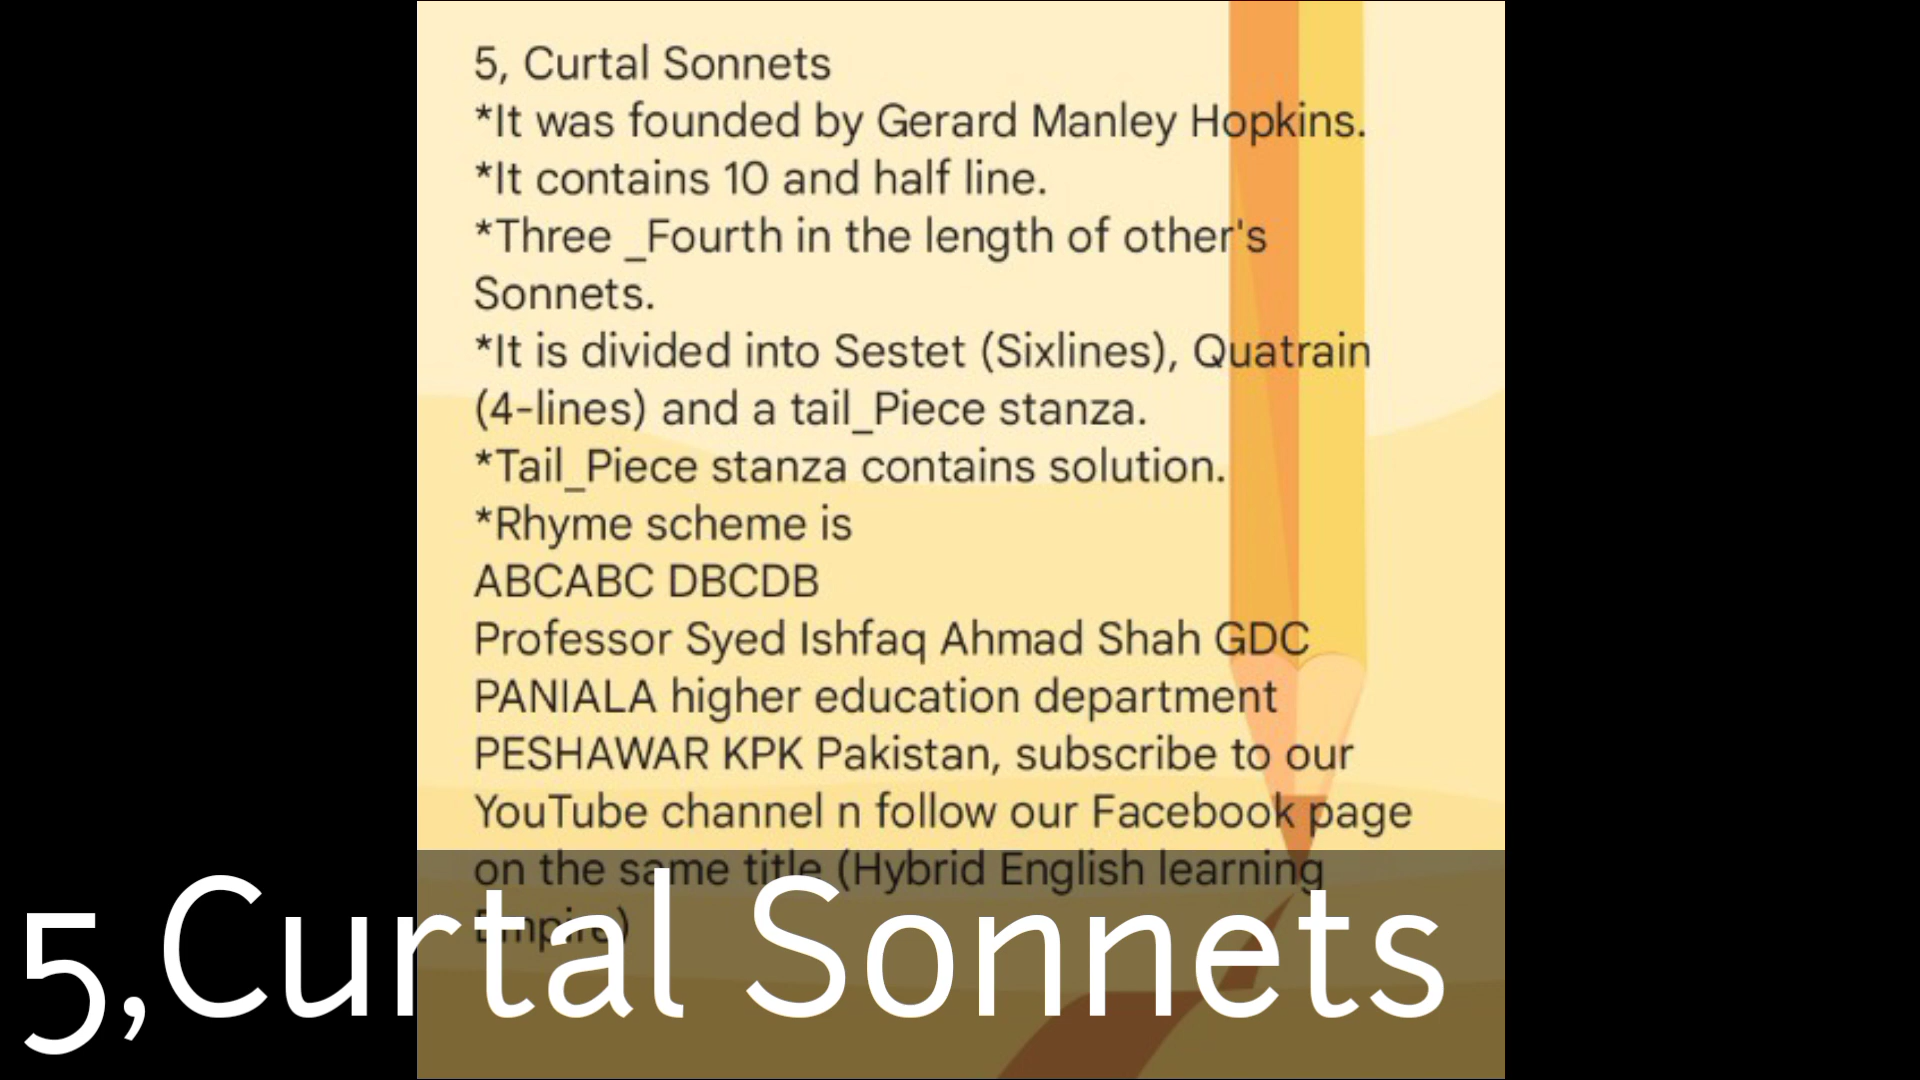 5, Curtal Sonnets
*It was founded by Gerard Manley Hopkins.
*It contains 10 and half line.
*Three _Fourth in the length of other's
Sonnets.
*It is divided into Sestet (Sixlines), Quatrain
(4-lines) and a tail_Piece stanza.
*Tail_Piece stanza contains solution.
*Rhyme scheme is
ABCABC DBCDB
Professor Syed Ishfaq Ahmad Shah GDC
PANIALA higher education department
PESHAWAR KPK Pakistan, subscribe to our
YouTube channel n follow our Facebook page
on the same title (Hybrid English learning
Empire)
5,Curtal Sonnets